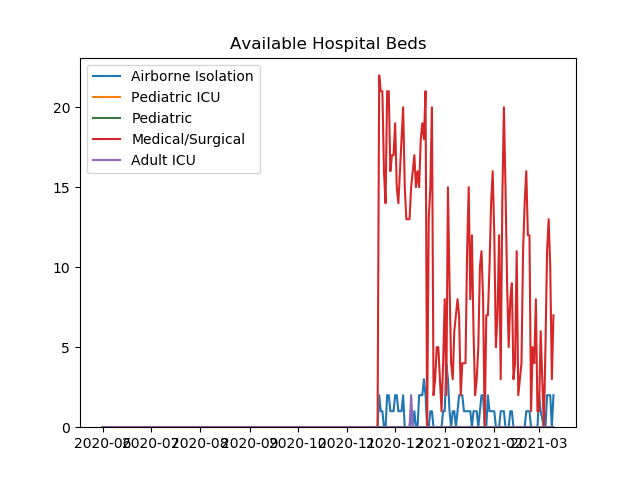 Available Hospital Beds
Airborne Isolation
Pediatric ICU
Pediatric
Medical/Surgical
Adult ICU
20
15
10
5
0
2020-06 2020-07 2020-08 2020-09 2020-10 2020-11 2020-12 2021-01 2021-02 2021-03